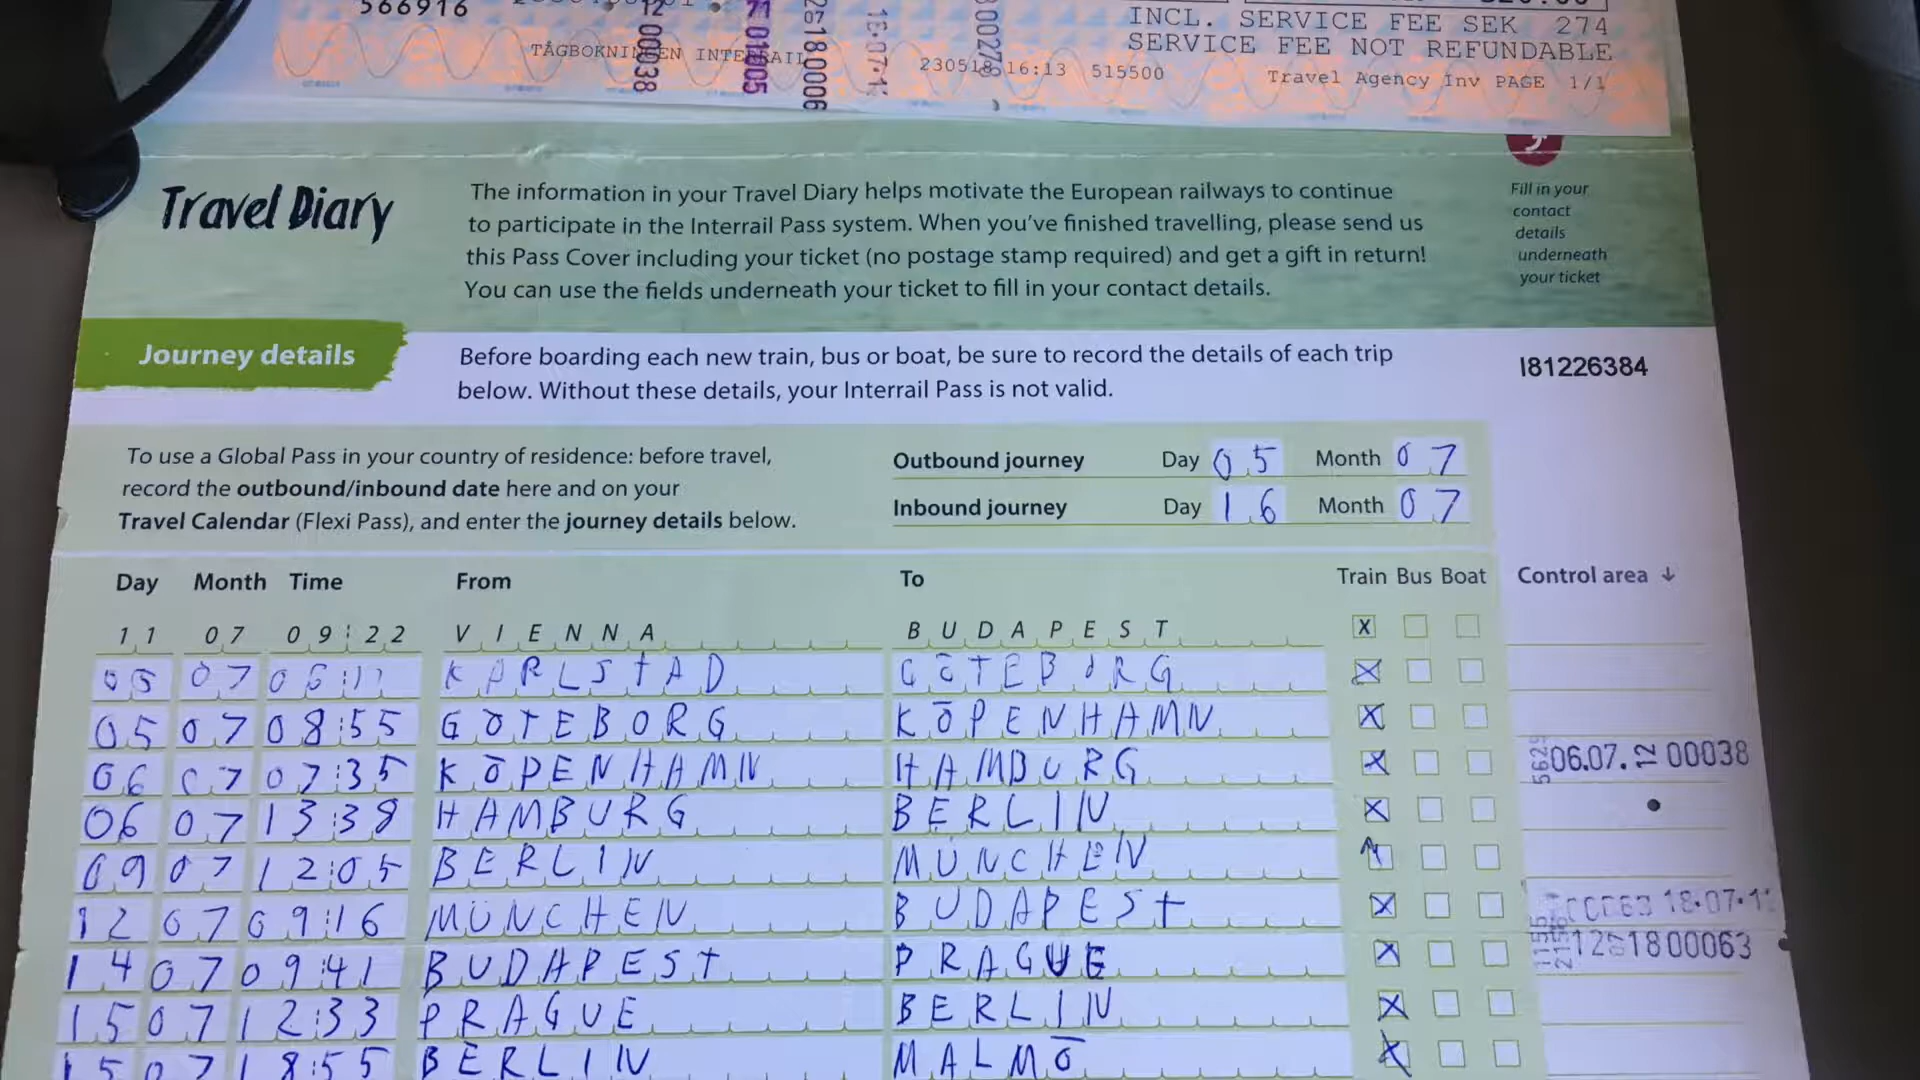 566916
INCL. SERVICE FEE SEK 274
SERVICE FEE NOT REFUNDABLE
TÅGBOKNINGEN INTERRAIL
230518 16:13 515500
Travel Agency Inv PAGE 1/1
Travel Diary
The information in your Travel Diary helps motivate the European railways to continue
to participate in the Interrail Pass system. When you've finished travelling, please send us
this Pass Cover including your ticket (no postage stamp required) and get a gift in return!
You can use the fields underneath your ticket to fill in your contact details.
Fill in your
contact
details
underneath
your ticket
Journey details
Before boarding each new train, bus or boat, be sure to record the details of each trip
below. Without these details, your Interrail Pass is not valid.
I81226384
To use a Global Pass in your country of residence: before travel,
record the outbound/inbound date here and on your
Travel Calendar (Flexi Pass), and enter the journey details below.
Outbound journey Day 05 Month 07
Inbound journey Day 16 Month 07
Day Month Time From To Train Bus Boat Control area ↓
11 07 09:22 VIENNA BUDAPEST X
05 07 KARLSTAD GÖTEBORG X
05 07 08:55 GÖTEBORG KÖPENHAMN X
06 07 07:35 KÖPENHAMN HAMBURG X
06.07.12 00038
06 07 13:38 HAMBURG BERLIN X
09 07 12:05 BERLIN MÜNCHEN
12 07 09:16 MÜNCHEN BUDAPEST X
14 07 09:41 BUDAPEST PRAGUE X
15 07 12:33 PRAGUE BERLIN X
15 07 18:55 BERLIN MALMÖ X